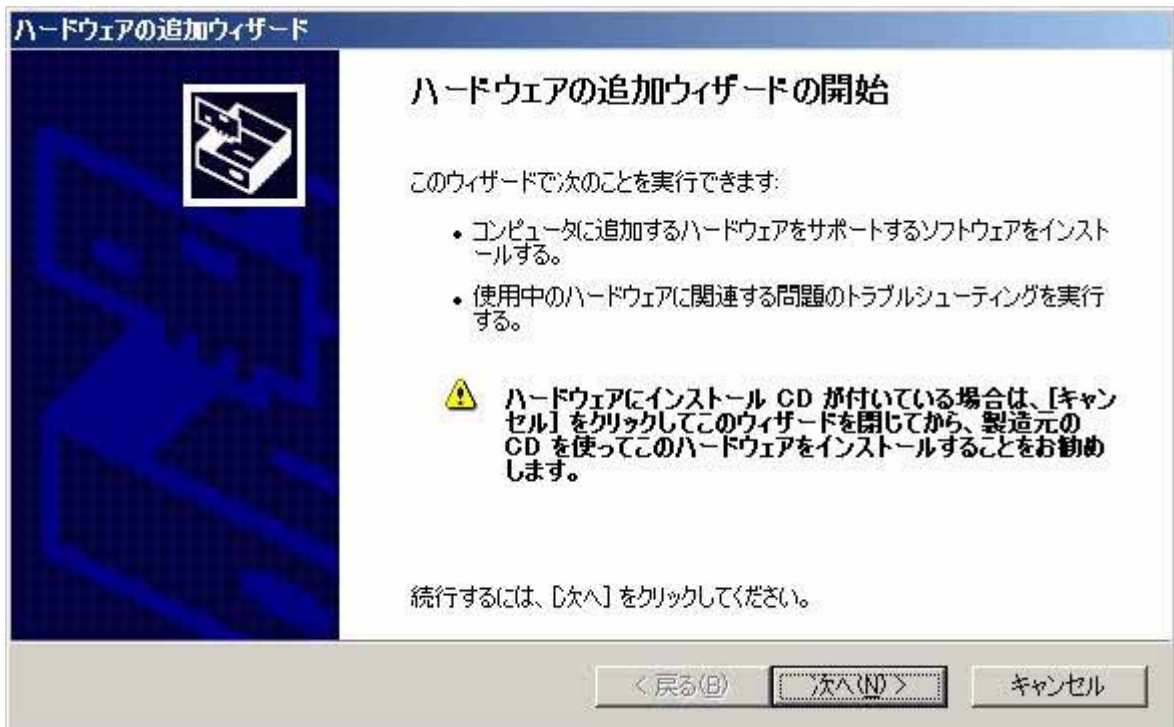 ハードウェアの追加ウィザード
ハードウェアの追加ウィザードの開始
このウィザードで次のことを実行できます:
• コンピュータに追加するハードウェアをサポートするソフトウェアをインスト
ールする。
• 使用中のハードウェアに関連する問題のトラブルシューティングを実行
する。
ハードウェアにインストール CD が付いている場合は、[キャン
セル] をクリックしてこのウィザードを閉じてから、製造元の
CD を使ってこのハードウェアをインストールすることをお勧め
します。
続行するには、[次へ] をクリックしてください。
< 戻る(B)
次へ(N) >
キャンセル